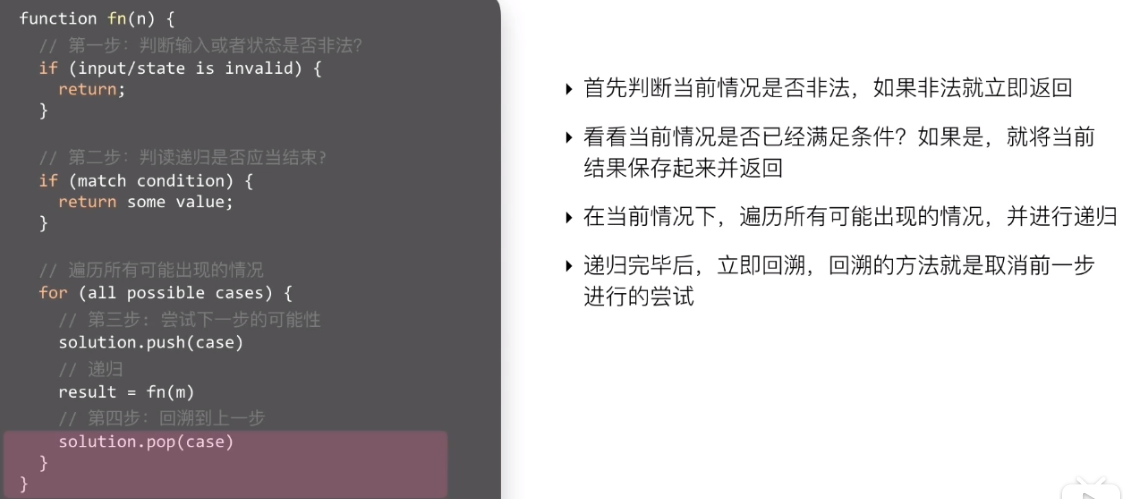 function fn(n) {
// 第一步：判断输入或者状态是否非法？
if (input/state is invalid) {
return;
}
// 第二步：判读递归是否应当结束？
if (match condition) {
return some value;
}
// 遍历所有可能出现的情况
for (all possible cases) {
// 第三步：尝试下一步的可能性
solution.push(case)
// 递归
result = fn(m)
// 第四步：回溯到上一步
solution.pop(case)
}
}
首先判断当前情况是否非法，如果非法就立即返回
看看当前情况是否已经满足条件？如果是，就将当前
结果保存起来并返回
在当前情况下，遍历所有可能出现的情况，并进行递归
递归完毕后，立即回溯，回溯的方法就是取消前一步
进行的尝试